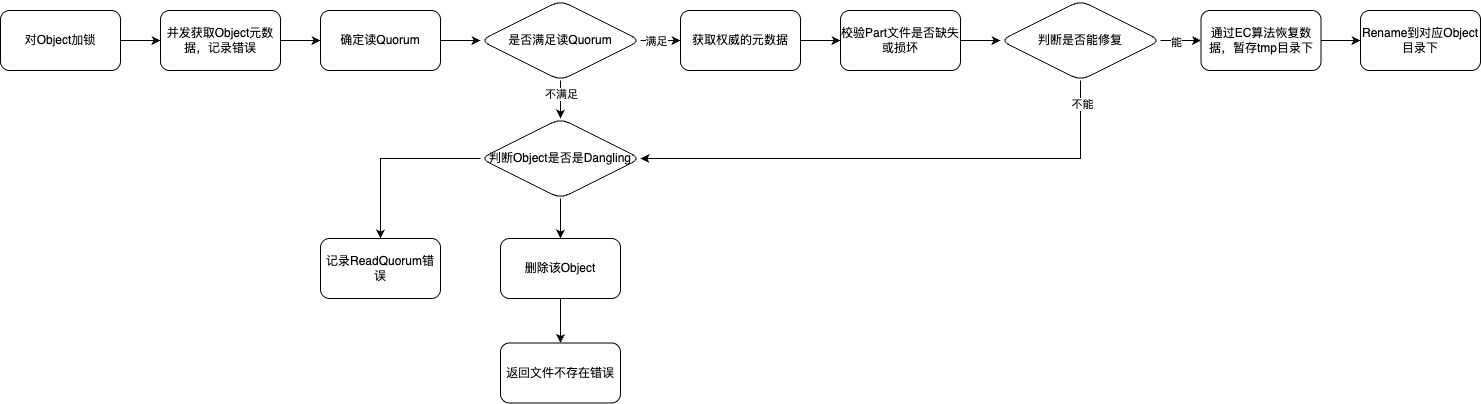 对Object加锁
并发获取Object元数
据，记录错误
确定读Quorum
是否满足读Quorum
满足
获取权威的元数据
校验Part文件是否缺失
或损坏
判断是否能修复
能
通过EC算法恢复数
据，暂存tmp目录下
Rename到对应Object
目录下
不满足
不能
判断Object是否是Dangling
记录ReadQuorum错
误
删除该Object
返回文件不存在错误